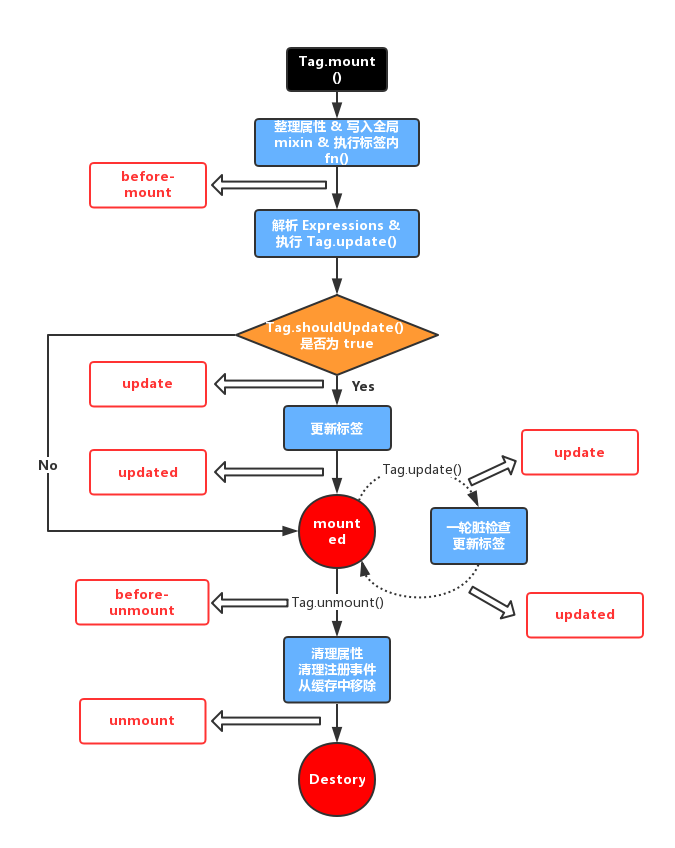 Tag.mount
()
整理属性 & 写入全局
mixin & 执行标签内
fn()
before-
mount
解析 Expressions &
执行 Tag.update()
Tag.shouldUpdate()
是否为 true
update
Yes
更新标签
No
updated
Tag.update()
update
mount
ed
一轮脏检查
更新标签
before-
unmount
Tag.unmount()
updated
清理属性
清理注册事件
从缓存中移除
unmount
Destory